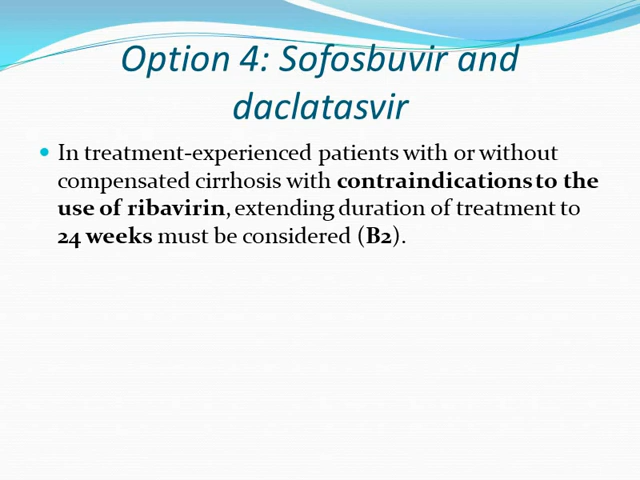 Option 4: Sofosbuvir and
daclatasvir
In treatment-experienced patients with or without
compensated cirrhosis with contraindications to the
use of ribavirin, extending duration of treatment to
24 weeks must be considered (B2).